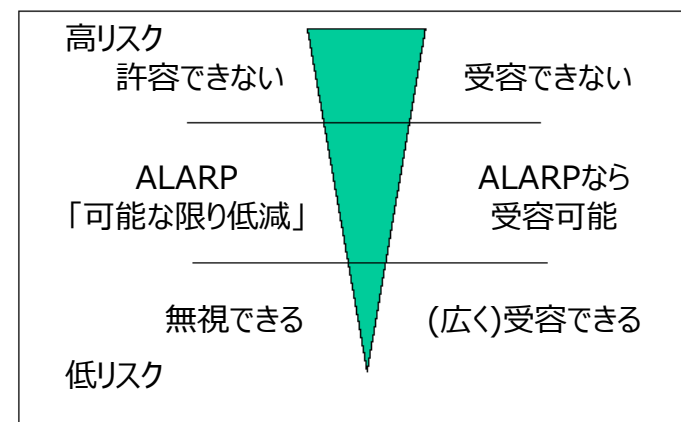 高リスク
許容できない
受容できない
ALARP
「可能な限り低減」
ALARPなら
受容可能
無視できる
(広く)受容できる
低リスク